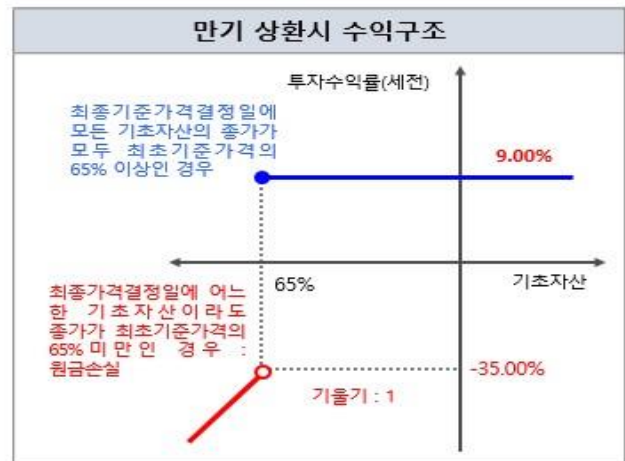 만기 상환시 수익구조
투자수익률(세전)
최종기준가격결정일에
모든 기초자산의 종가가
모두 최초기준가격의
65% 이상인 경우
9.00%
65%
기초자산
최종가격결정일에 어느
한 기초자산이라도
종가가 최초기준가격의
65%미만인 경우 :
원금손실
-35.00%
기울기 : 1